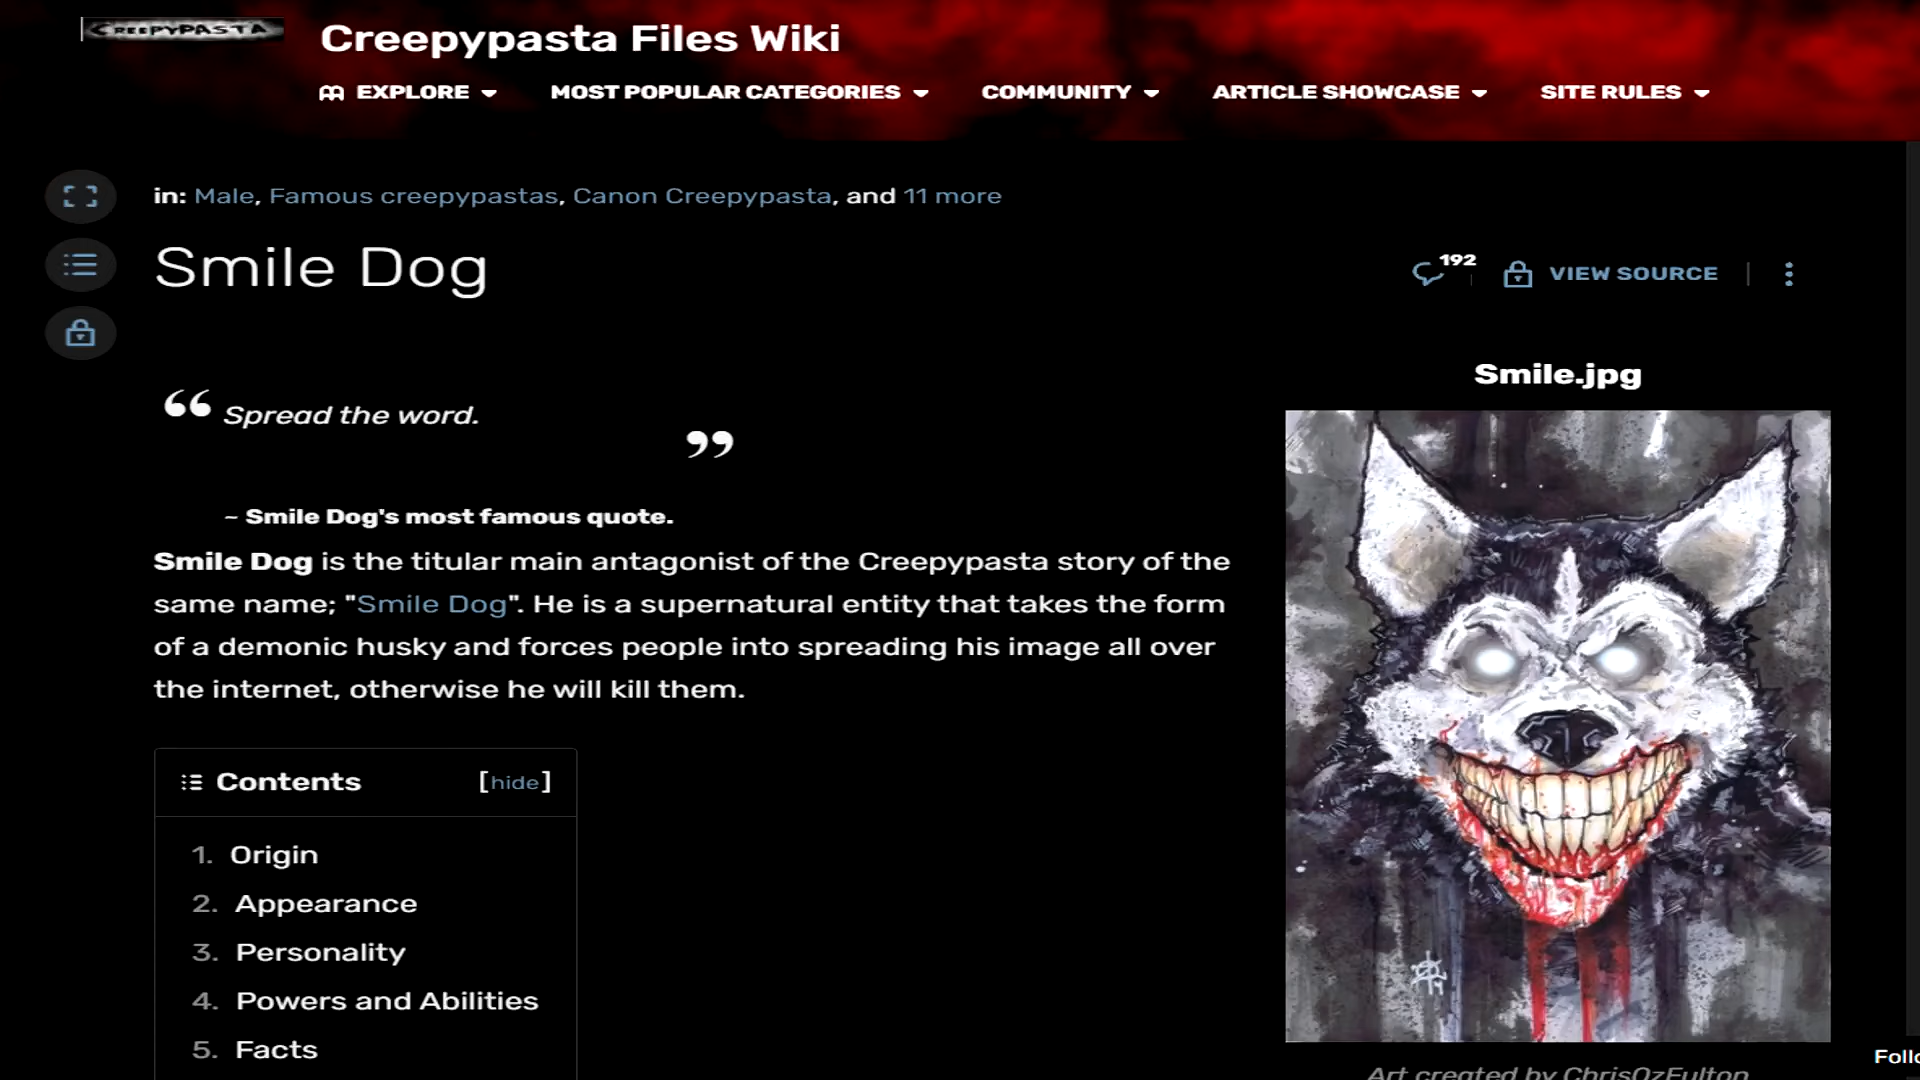 CREEPYPASTA
Creepypasta Files Wiki
EXPLORE
MOST POPULAR CATEGORIES
COMMUNITY
ARTICLE SHOWCASE
SITE RULES
in: Male, Famous creepypastas, Canon Creepypasta, and 11 more
Smile Dog
192
VIEW SOURCE
“ Spread the word. ”
~ Smile Dog's most famous quote.
Smile Dog is the titular main antagonist of the Creepypasta story of the
same name; "Smile Dog". He is a supernatural entity that takes the form
of a demonic husky and forces people into spreading his image all over
the internet, otherwise he will kill them.
Contents [hide]
1. Origin
2. Appearance
3. Personality
4. Powers and Abilities
5. Facts
Smile.jpg
Art created by ChrisOzFulton
Follo